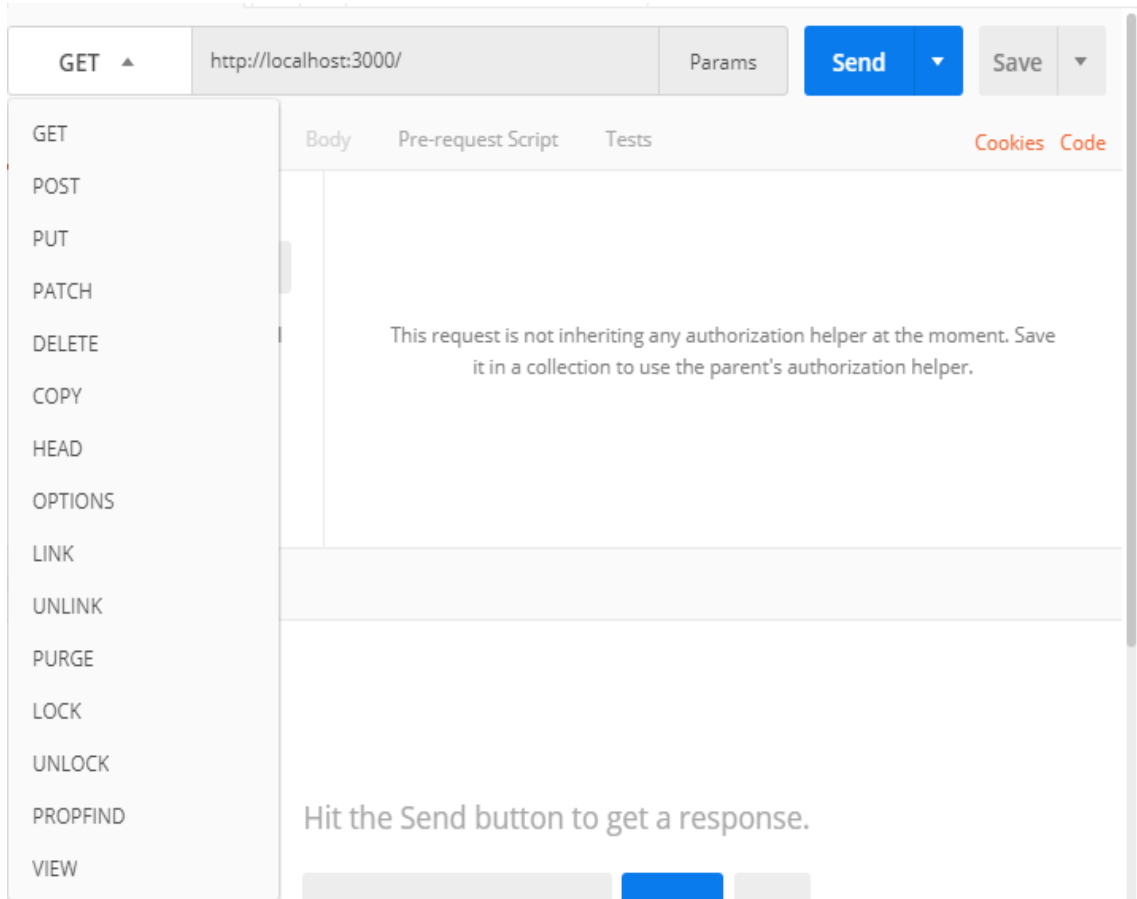 GET http://localhost:3000/ Params Send Save
GET
POST
PUT
PATCH
DELETE
COPY
HEAD
OPTIONS
LINK
UNLINK
PURGE
LOCK
UNLOCK
PROPFIND
VIEW
Body Pre-request Script Tests Cookies Code
This request is not inheriting any authorization helper at the moment. Save
it in a collection to use the parent's authorization helper.
Hit the Send button to get a response.